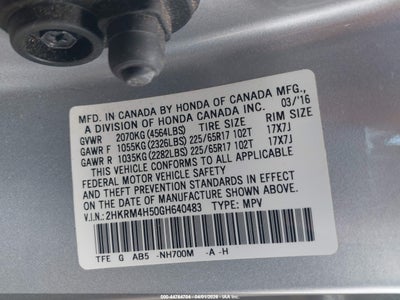 MFD. IN CANADA BY HONDA OF CANADA MFG.,
A DIVISION OF HONDA CANADA INC. 03/'16
GVWR 2070KG (4564LBS) TIRE SIZE RIM SIZE
GAWR F 1055KG (2326LBS) 225/65R17 102T 17X7J
GAWR R 1035KG (2282LBS) 225/65R17 102T 17X7J
THIS VEHICLE CONFORMS TO ALL APPLICABLE
FEDERAL MOTOR VEHICLE SAFETY
STANDARDS IN EFFECT ON THE DATE OF
MANUFACTURE SHOWN ABOVE.
V.I.N.: 2HKRM4H50GH640483 TYPE: MPV
TFE G AB5 -NH700M -A -H